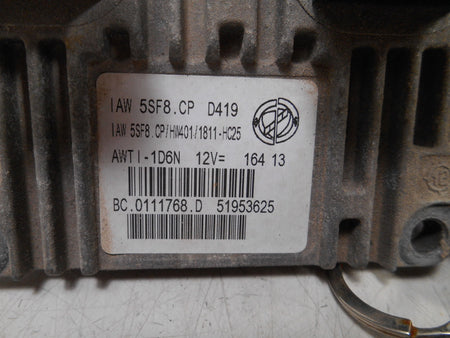 IAW 5SF8.CP D419
IAW 5SF8 CP/HW401/1811-HC25
AWTI-1D6N 12V= 164 13
BC.0111768.D 51953625